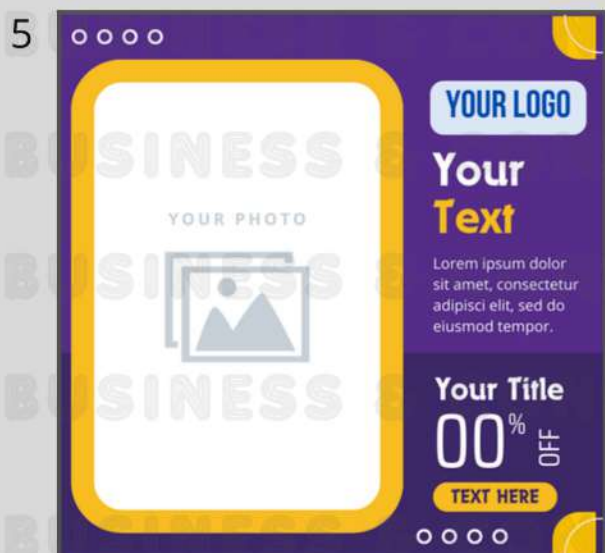 5
YOUR LOGO
Your
Text
Lorem ipsum dolor
sit amet, consectetur
adipisci elit, sed do
eiusmod tempor.
YOUR PHOTO
Your Title
00% OFF
TEXT HERE
BUSINESS &
BUSINESS &
BUSINESS &
BUSINESS